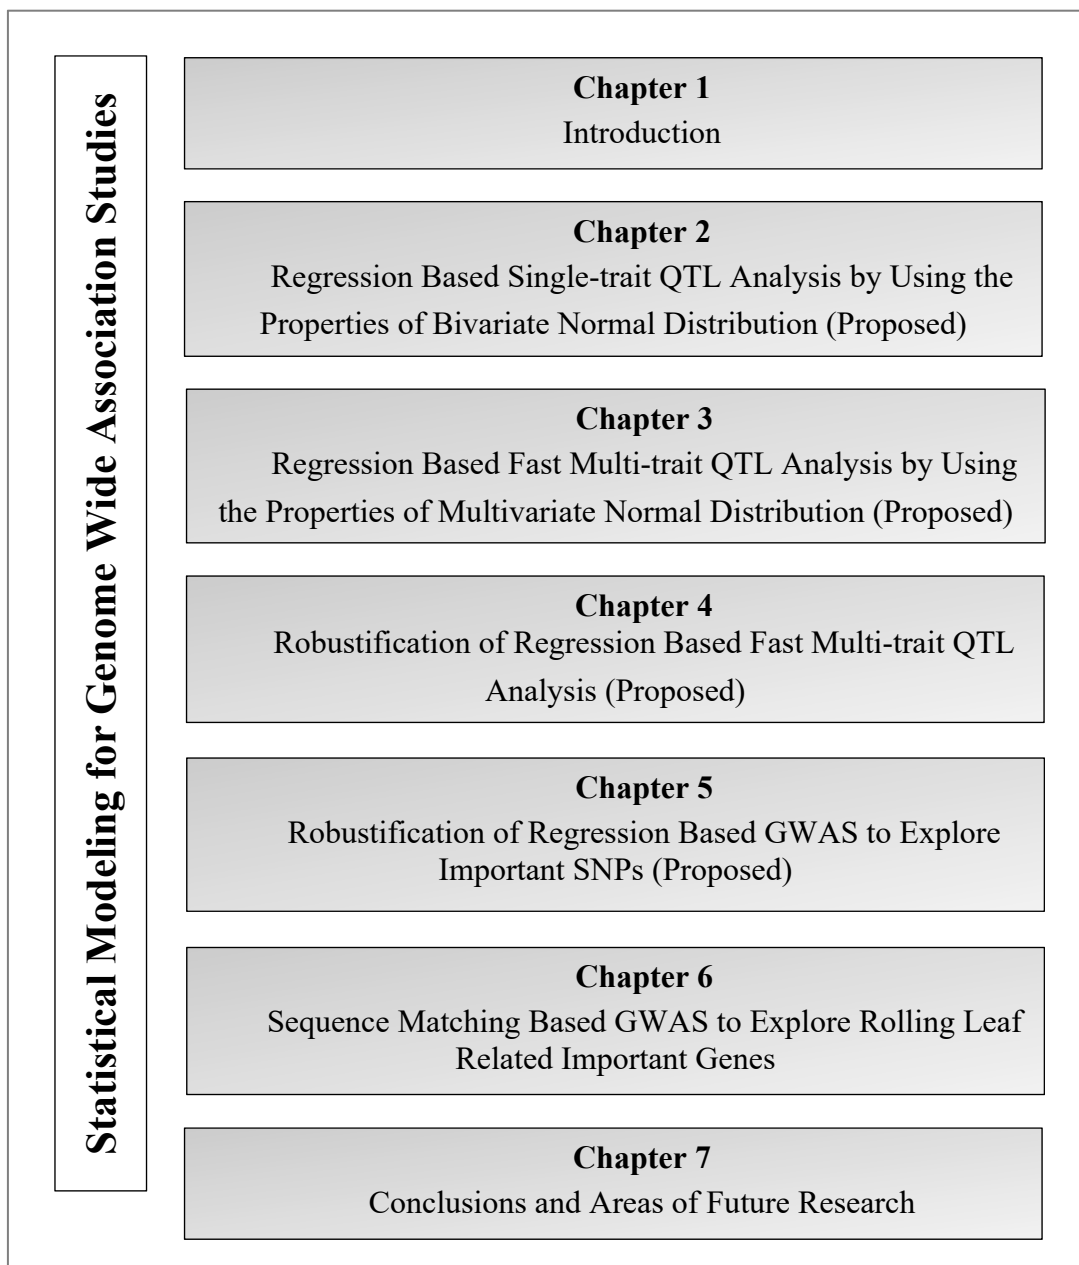 Statistical Modeling for Genome Wide Association Studies
Chapter 1
Introduction
Chapter 2
Regression Based Single-trait QTL Analysis by Using the
Properties of Bivariate Normal Distribution (Proposed)
Chapter 3
Regression Based Fast Multi-trait QTL Analysis by Using
the Properties of Multivariate Normal Distribution (Proposed)
Chapter 4
Robustification of Regression Based Fast Multi-trait QTL
Analysis (Proposed)
Chapter 5
Robustification of Regression Based GWAS to Explore
Important SNPs (Proposed)
Chapter 6
Sequence Matching Based GWAS to Explore Rolling Leaf
Related Important Genes
Chapter 7
Conclusions and Areas of Future Research